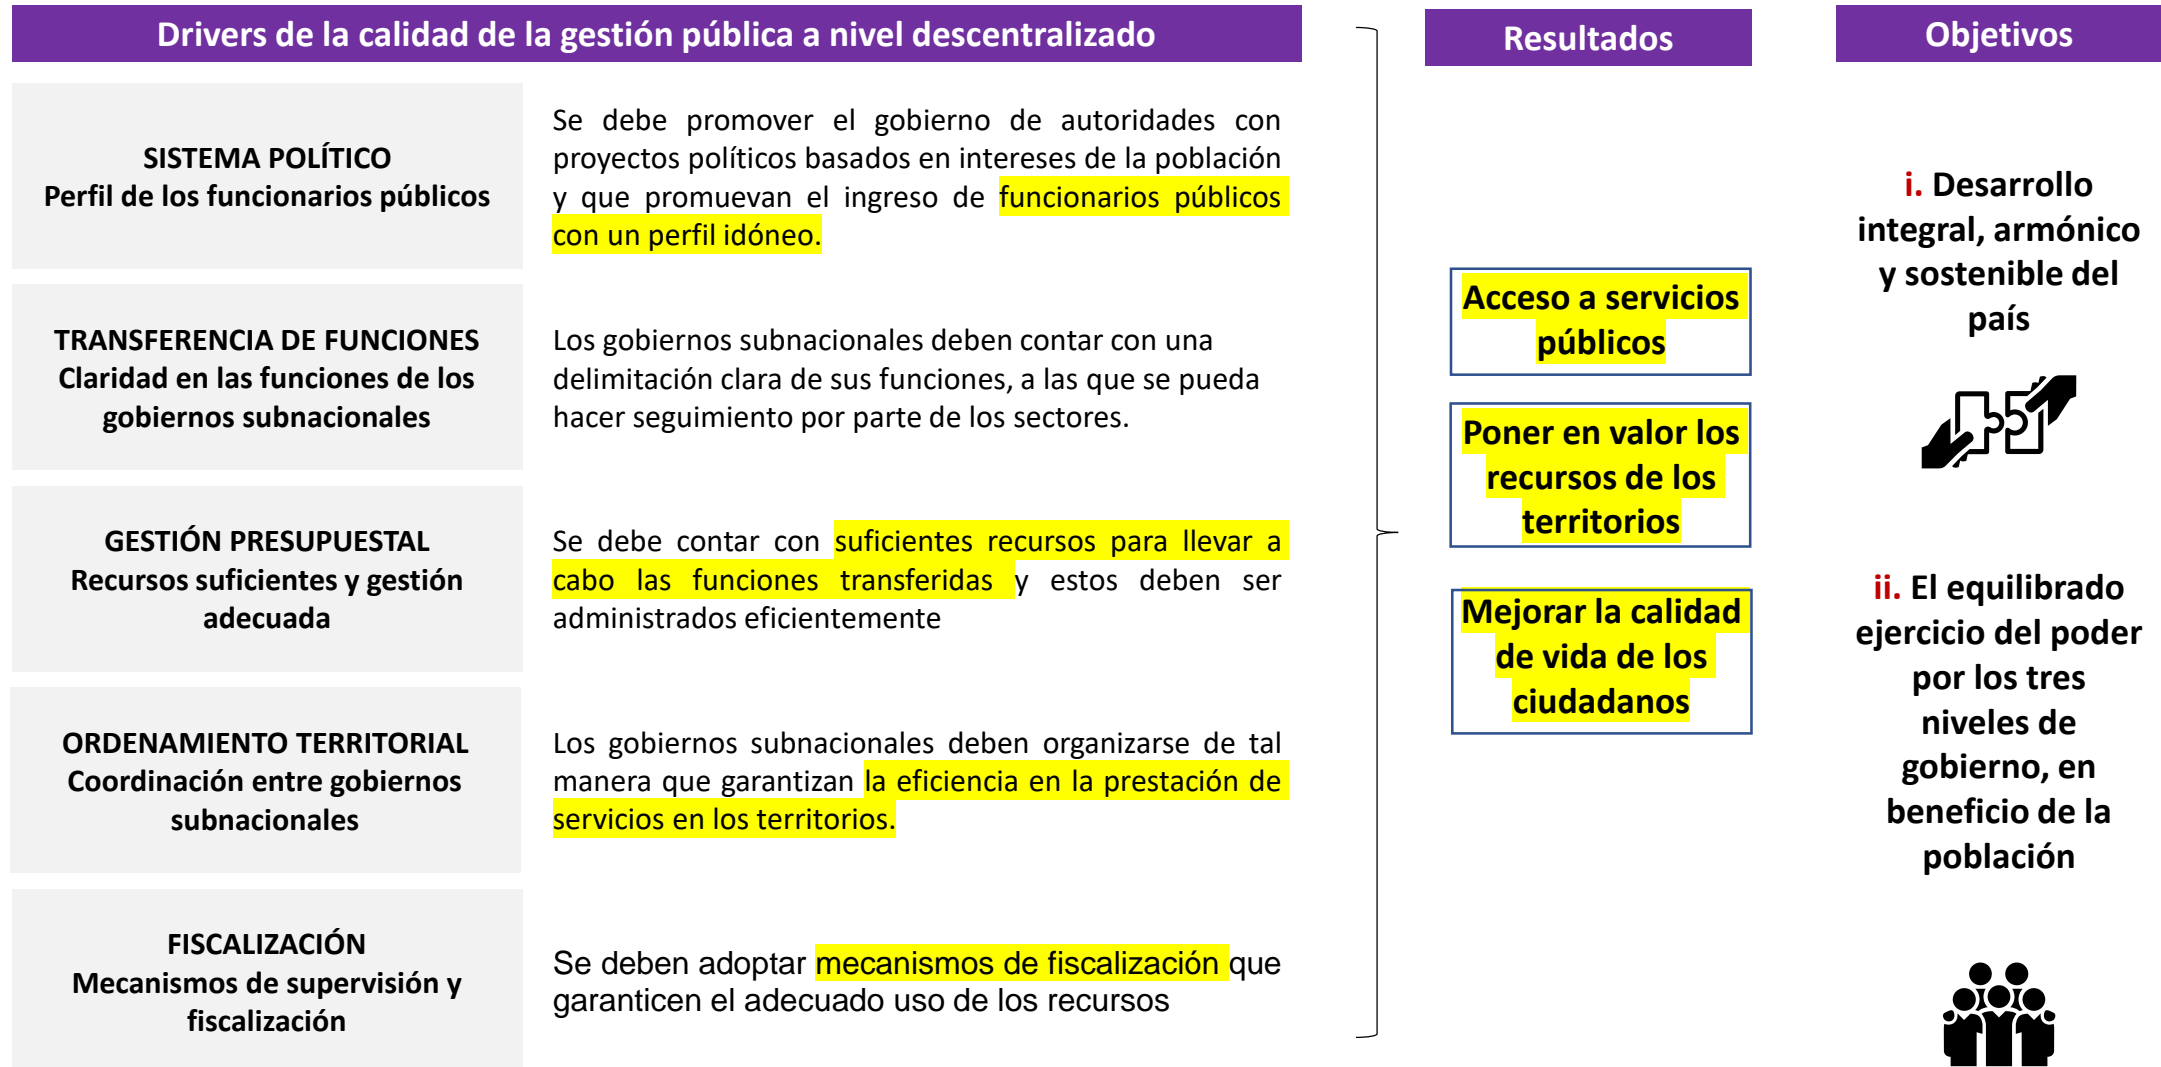 Drivers de la calidad de la gestión pública a nivel descentralizado
SISTEMA POLÍTICO
Perfil de los funcionarios públicos
Se debe promover el gobierno de autoridades con
proyectos políticos basados en intereses de la población
y que promuevan el ingreso de funcionarios públicos
con un perfil idóneo.
TRANSFERENCIA DE FUNCIONES
Claridad en las funciones de los
gobiernos subnacionales
Los gobiernos subnacionales deben contar con una
delimitación clara de sus funciones, a las que se pueda
hacer seguimiento por parte de los sectores.
GESTIÓN PRESUPUESTAL
Recursos suficientes y gestión
adecuada
Se debe contar con suficientes recursos para llevar a
cabo las funciones transferidas y estos deben ser
administrados eficientemente
ORDENAMIENTO TERRITORIAL
Coordinación entre gobiernos
subnacionales
Los gobiernos subnacionales deben organizarse de tal
manera que garantizan la eficiencia en la prestación de
servicios en los territorios.
FISCALIZACIÓN
Mecanismos de supervisión y
fiscalización
Se deben adoptar mecanismos de fiscalización que
garanticen el adecuado uso de los recursos
Resultados
Acceso a servicios
públicos
Poner en valor los
recursos de los
territorios
Mejorar la calidad
de vida de los
ciudadanos
Objetivos
i. Desarrollo
integral, armónico
y sostenible del
país
ii. El equilibrado
ejercicio del poder
por los tres
niveles de
gobierno, en
beneficio de la
población